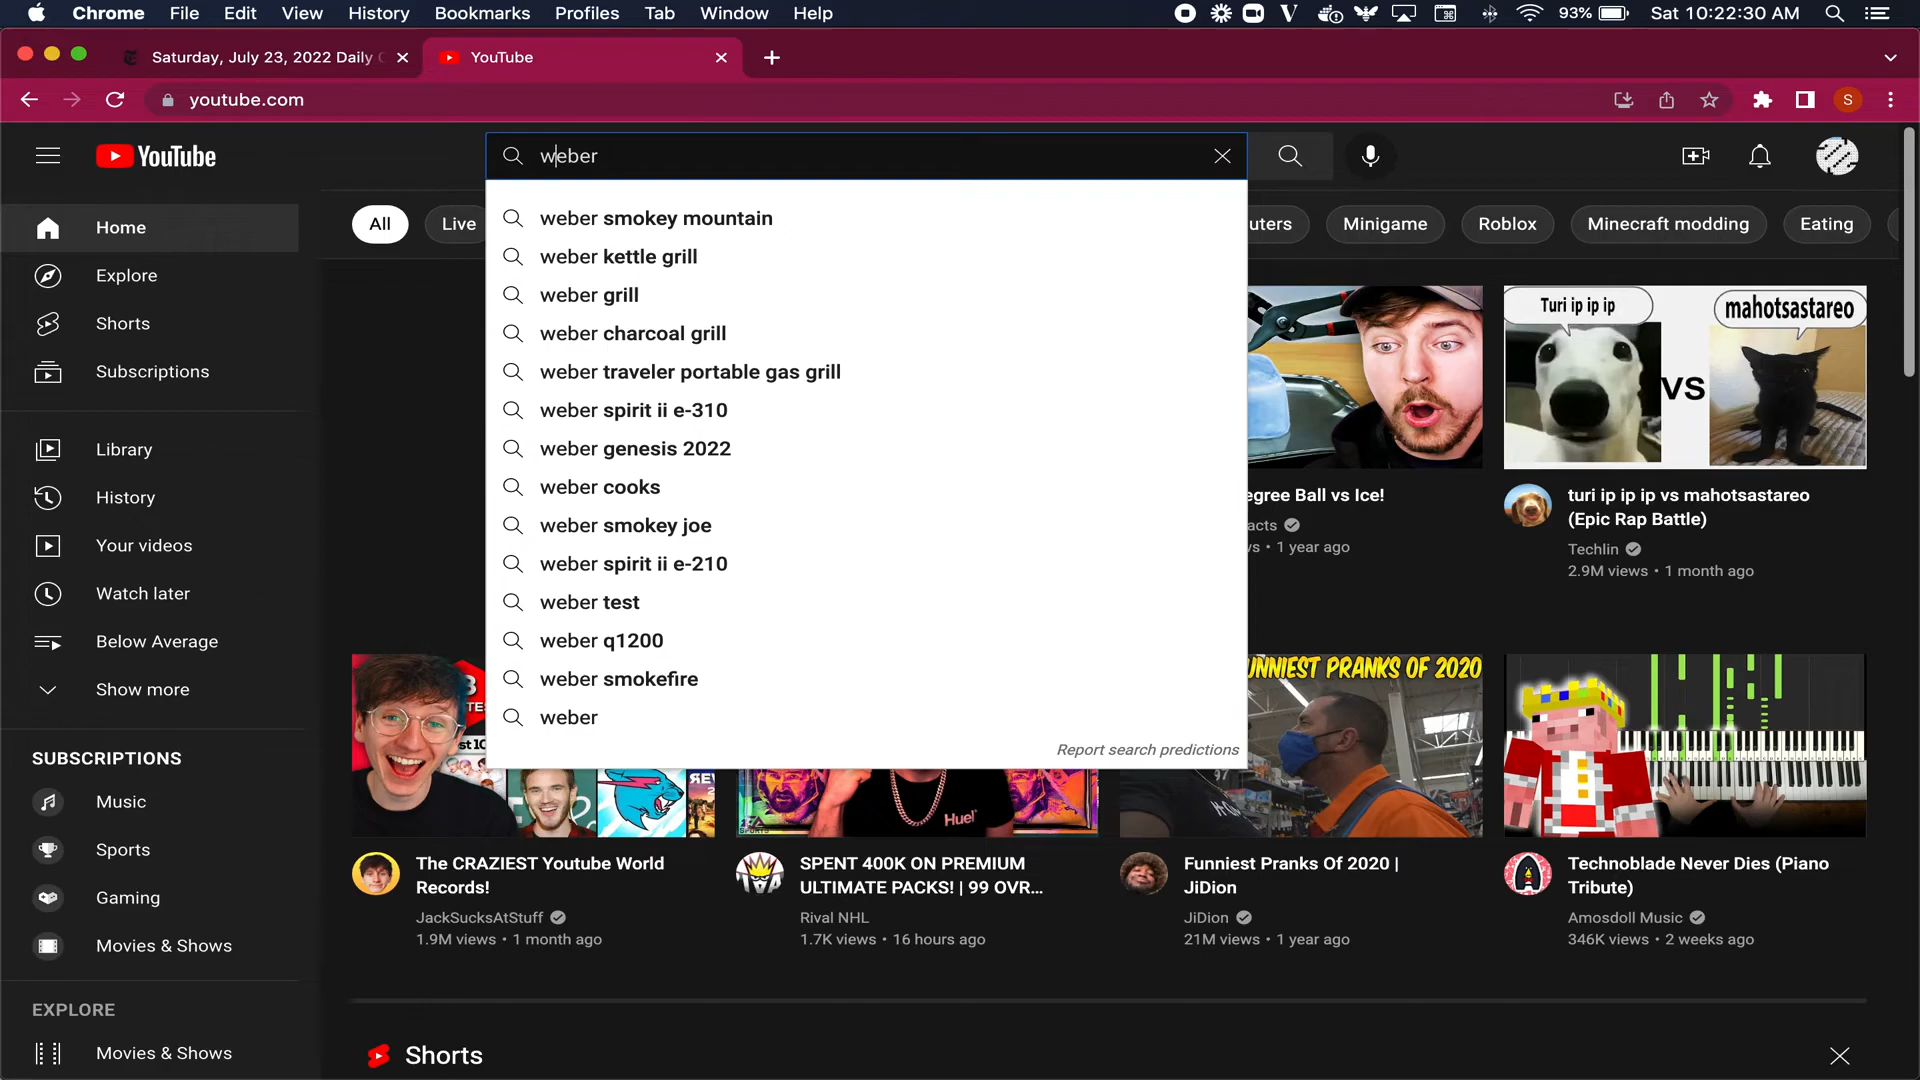 Chrome File Edit View History Bookmarks Profiles Tab Window Help
93% Sat 10:22:30 AM
Saturday, July 23, 2022 Daily
YouTube
youtube.com
S
YouTube
weber
Home
Explore
Shorts
Subscriptions
Library
History
Your videos
Watch later
Below Average
Show more
SUBSCRIPTIONS
Music
Sports
Gaming
Movies & Shows
EXPLORE
Movies & Shows
All
Live
uters
Minigame
Roblox
Minecraft modding
Eating
weber smokey mountain
weber kettle grill
weber grill
weber charcoal grill
weber traveler portable gas grill
weber spirit ii e-310
weber genesis 2022
weber cooks
weber smokey joe
weber spirit ii e-210
weber test
weber q1200
weber smokefire
weber
Report search predictions
egree Ball vs Ice!
acts
ws • 1 year ago
Turi ip ip ip
mahotsastareo
VS
turi ip ip ip vs mahotsastareo
(Epic Rap Battle)
Techlin
2.9M views • 1 month ago
The CRAZIEST Youtube World
Records!
JackSucksAtStuff
1.9M views • 1 month ago
Huel
SPENT 400K ON PREMIUM
ULTIMATE PACKS! | 99 OVR...
Rival NHL
1.7K views • 16 hours ago
UNNIEST PRANKS OF 2020
Funniest Pranks Of 2020 |
JiDion
JiDion
21M views • 1 year ago
Technoblade Never Dies (Piano
Tribute)
Amosdoll Music
346K views • 2 weeks ago
Shorts